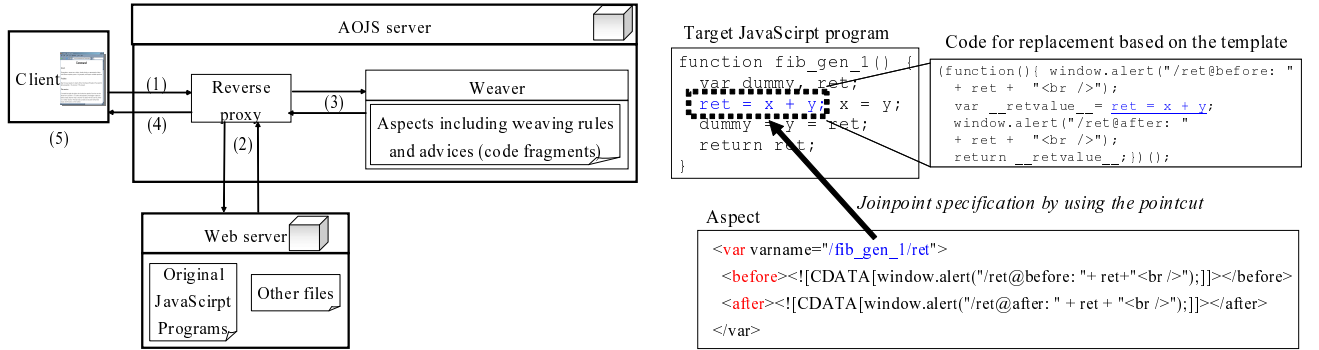 AOJS server
Client
(1)
(4)
(5)
Reverse
proxy
(3)
(2)
Weaver
Aspects including weaving rules
and advices (code fragments)
Web server
Original
JavaScirpt
Programs
Other files
Target JavaScirpt program
function fib_gen_1() {
var dummy, ret,
ret = x + y; x = y;
dummy = y = ret;
return ret;
}
Code for replacement based on the template
(function(){ window.alert("/ret@before: "
+ ret + "<br />");
var __retvalue__= ret = x + y;
window.alert("/ret@after: "
+ ret + "<br />");
return __retvalue__;})();
Joinpoint specification by using the pointcut
Aspect
<var varname="/fib_gen_1/ret">
<before><![CDATA[window.alert("/ret@before: "+ ret+"<br />");]]></before>
<after><![CDATA[window.alert("/ret@after: " + ret + "<br />");]]></after>
</var>